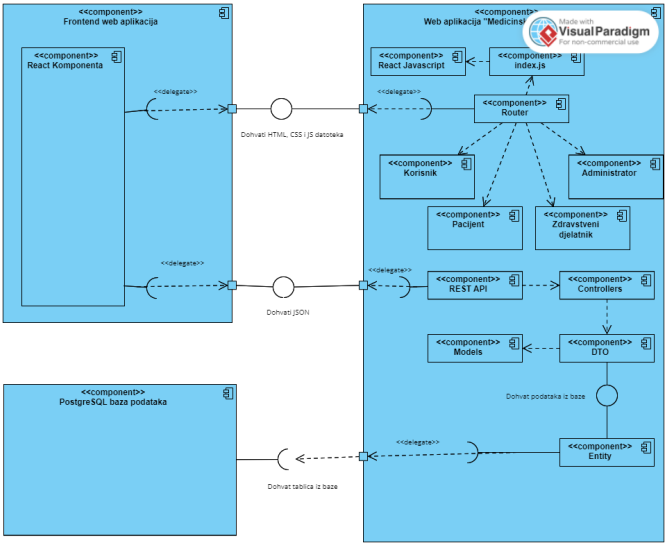 <<component>>
Frontend web aplikacija
<<component>>
React Komponenta
<<delegate>>
<<delegate>>
Dohvati HTML, CSS i JS datoteka
Dohvati JSON
<<component>>
PostgreSQL baza podataka
Dohvat tablica iz baze
<<component>>
Web aplikacija "Medicinsk
Made with
VisualParadigm
For non-commercial use
<<component>>
React Javascript
<<component>>
index.js
<<delegate>>
<<component>>
Router
<<component>>
Korisnik
<<component>>
Administrator
<<component>>
Pacijent
<<component>>
Zdravstveni
djelatnik
<<delegate>>
<<component>>
REST API
<<component>>
Controllers
<<component>>
Models
<<component>>
DTO
Dohvat podataka iz baze
<<delegate>>
<<component>>
Entity